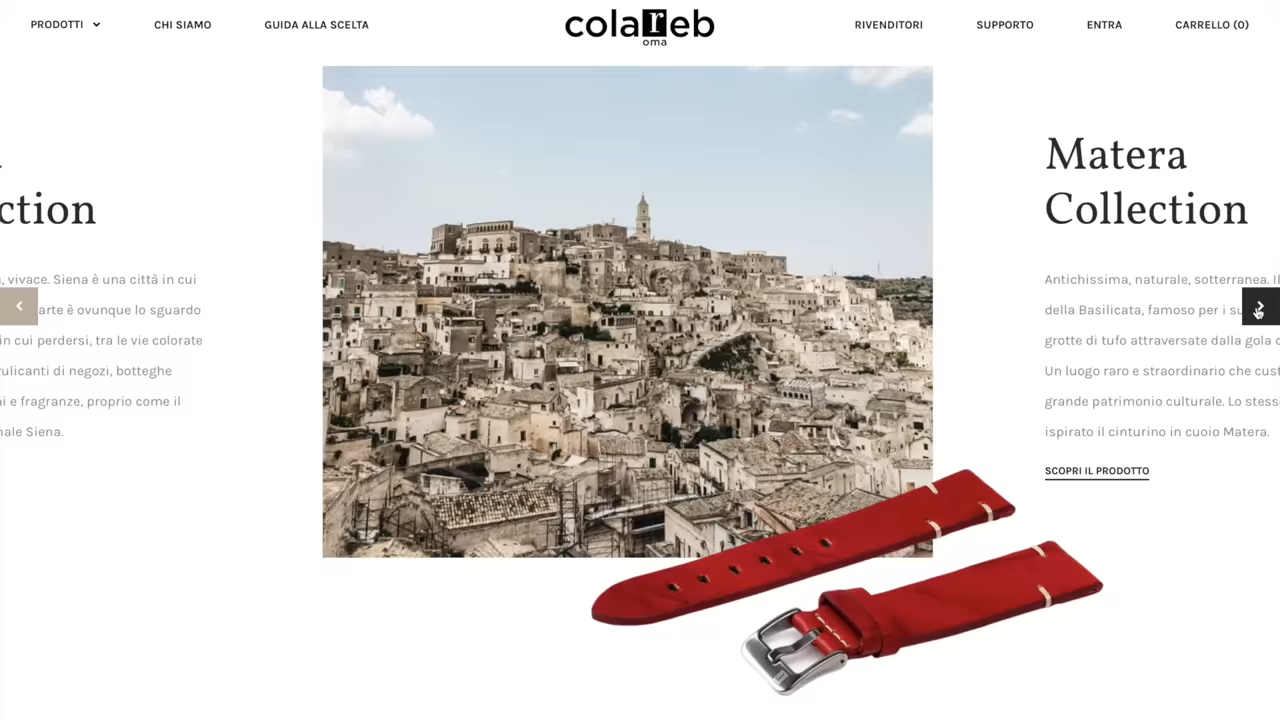 PRODOTTI
CHI SIAMO
GUIDA ALLA SCELTA
colareb
oma
RIVENDITORI
SUPPORTO
ENTRA
CARRELLO (0)
ction
, vivace. Siena è una città in cui
arte è ovunque lo sguardo
in cui perdersi, tra le vie colorate
rulicanti di negozi, botteghe
i e fragranze, proprio come il
nale Siena.
Matera
Collection
Antichissima, naturale, sotterranea. Il
della Basilicata, famoso per i su
grotte di tufo attraversate dalla gola
Un luogo raro e straordinario che cust
grande patrimonio culturale. Lo stess
ispirato il cinturino in cuoio Matera.
SCOPRI IL PRODOTTO